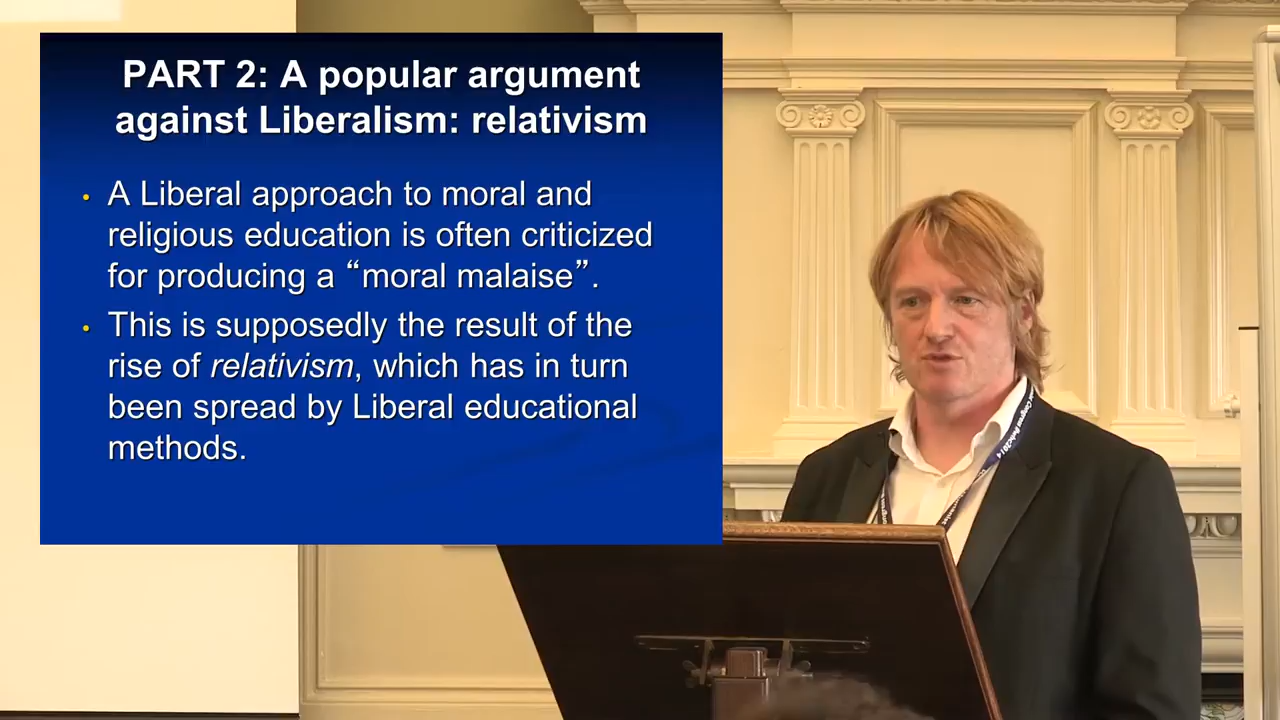 PART 2: A popular argument
against Liberalism: relativism
• A Liberal approach to moral and
religious education is often criticized
for producing a “moral malaise”.
• This is supposedly the result of the
rise of relativism, which has in turn
been spread by Liberal educational
methods.